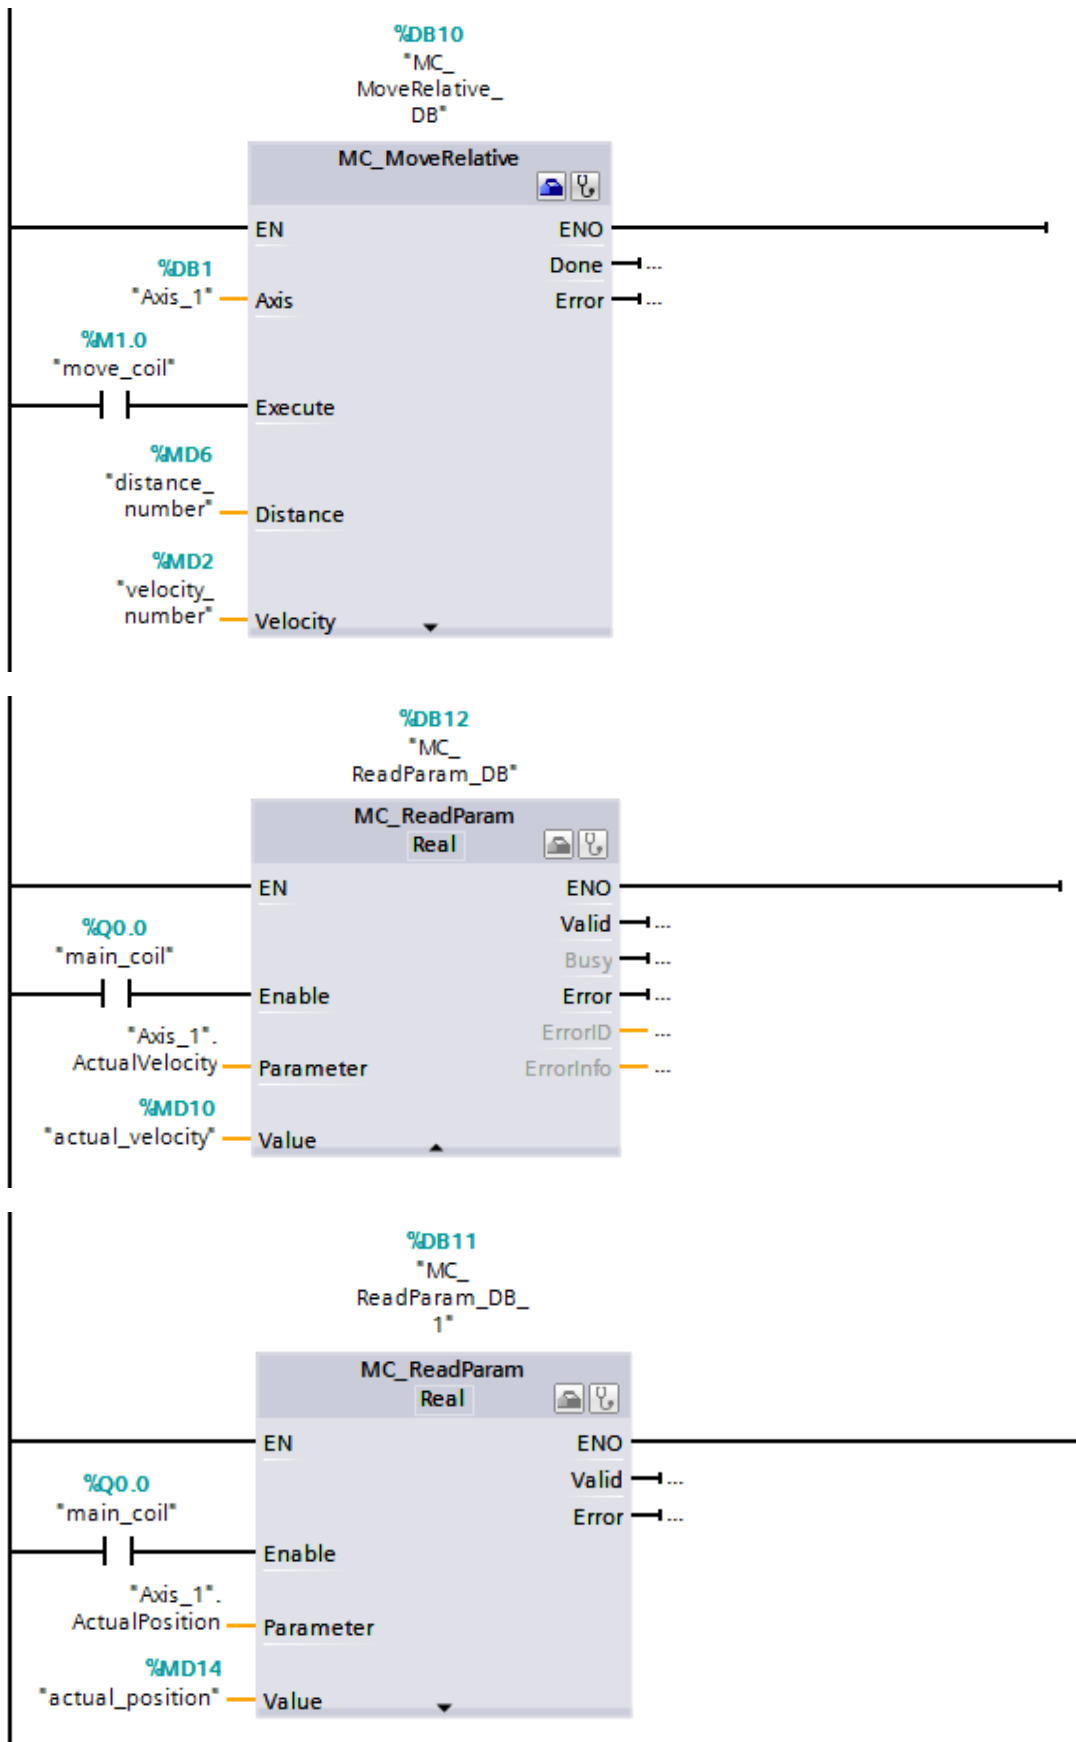 %DB10
"MC_
MoveRelative_
DB"
MC_MoveRelative
EN
ENO
Done
...
%DB1
"Axis_1"
Axis
Error
...
%M1.0
"move_coil"
Execute
%MD6
"distance_
number"
Distance
%MD2
"velocity_
number"
Velocity
%DB12
"MC_
ReadParam_DB"
MC_ReadParam
Real
EN
ENO
Valid
...
%Q0.0
"main_coil"
Busy
...
Enable
Error
...
"Axis_1".
ActualVelocity
Parameter
ErrorID
...
ErrorInfo
...
%MD10
"actual_velocity"
Value
%DB11
"MC_
ReadParam_DB_
1"
MC_ReadParam
Real
EN
ENO
Valid
...
%Q0.0
"main_coil"
Error
...
Enable
"Axis_1".
ActualPosition
Parameter
%MD14
"actual_position"
Value